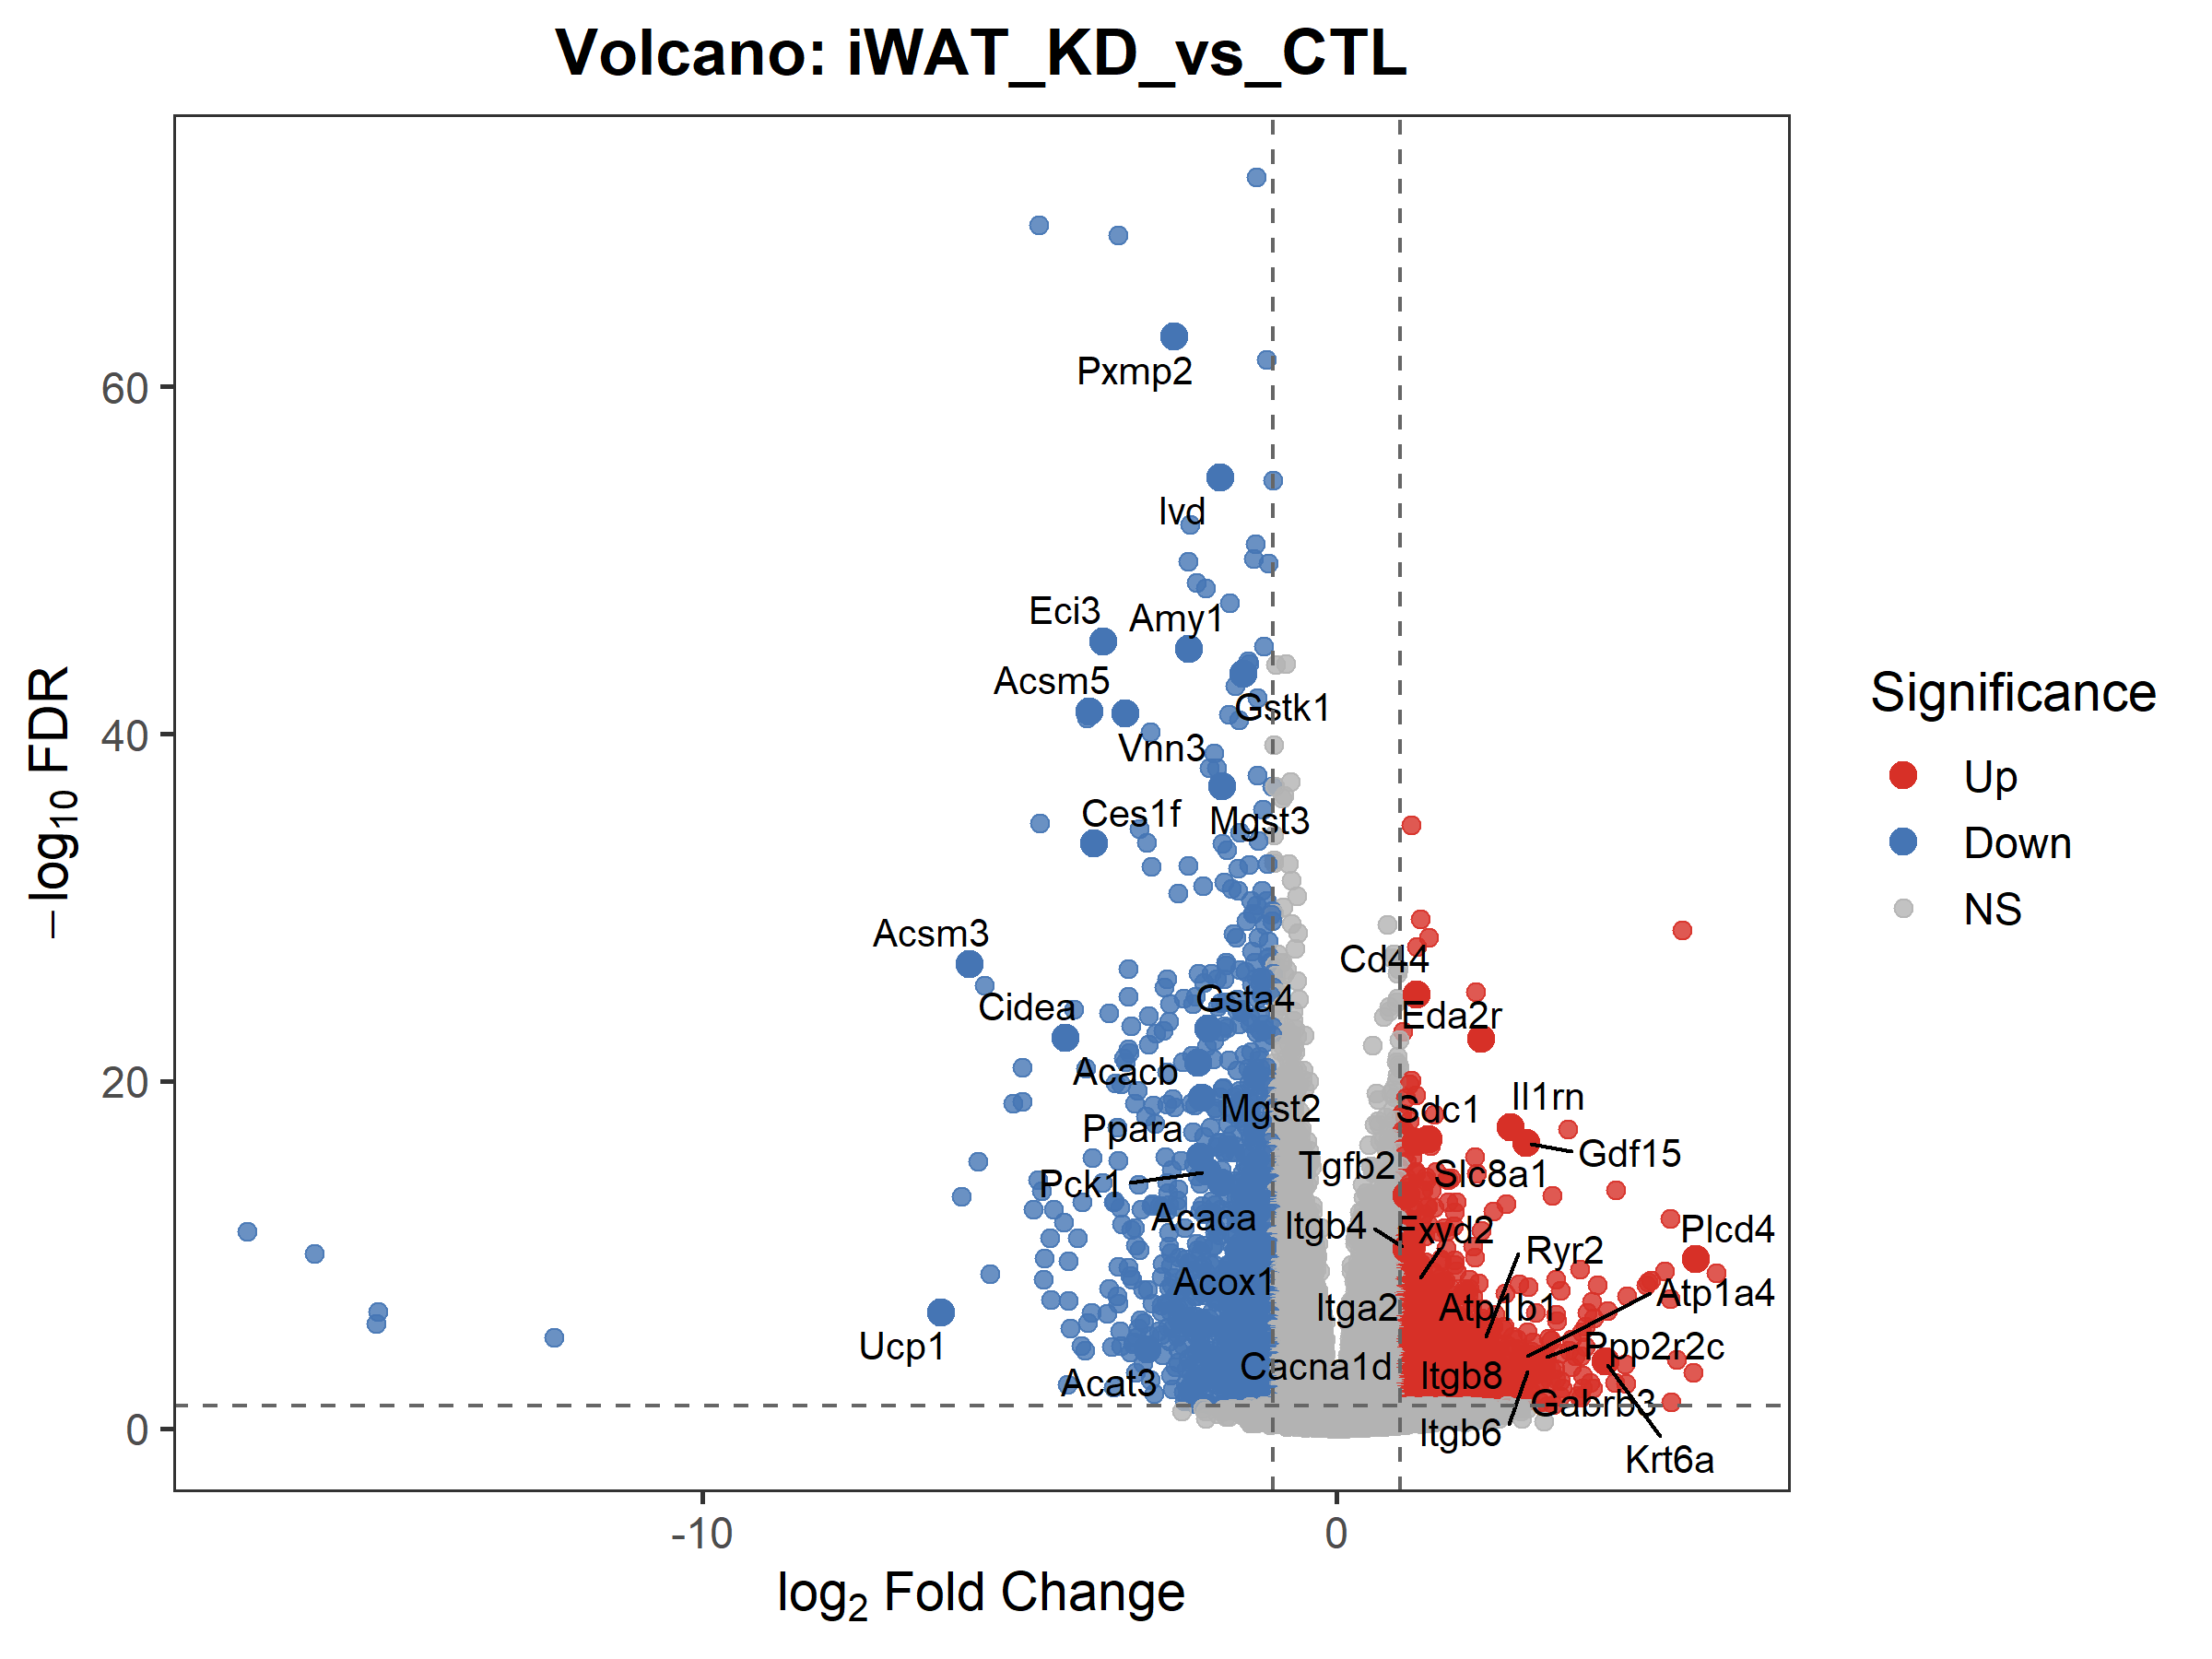 Volcano: iWAT_KD_vs_CTL
−log10 FDR
60
40
20
0
-10
0
log2 Fold Change
Pxmp2
Ivd
Eci3
Amy1
Acsm5
Gstk1
Vnn3
Ces1f
Mgst3
Acsm3
Cd44
Cidea
Gsta4
Eda2r
Acacb
Mgst2
Sdc1
Il1rn
Ppara
Gdf15
Pck1
Tgfb2
Slc8a1
Acaca
Itgb4
Fxyd2
Plcd4
Ryr2
Acox1
Itga2
Atp1b1
Atp1a4
Ucp1
Ppp2r2c
Acat3
Cacna1d
Itgb8
Gabrb3
Itgb6
Krt6a
Significance
Up
Down
NS